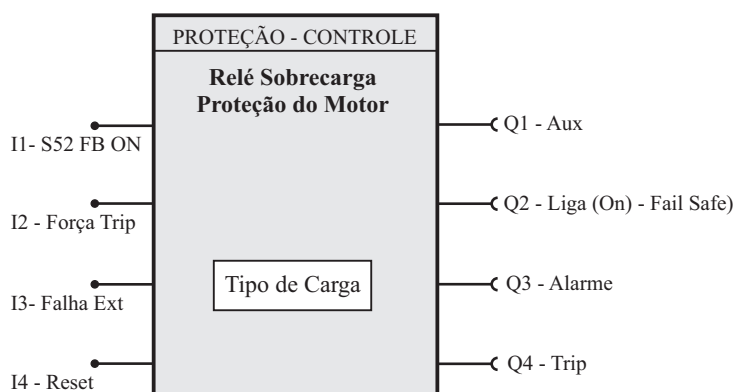 PROTEÇÃO - CONTROLE
Relé Sobrecarga
Proteção do Motor
I1- S52 FB ON
I2 - Força Trip
I3- Falha Ext
I4 - Reset
Tipo de Carga
Q1 - Aux
Q2 - Liga (On) - Fail Safe)
Q3 - Alarme
Q4 - Trip